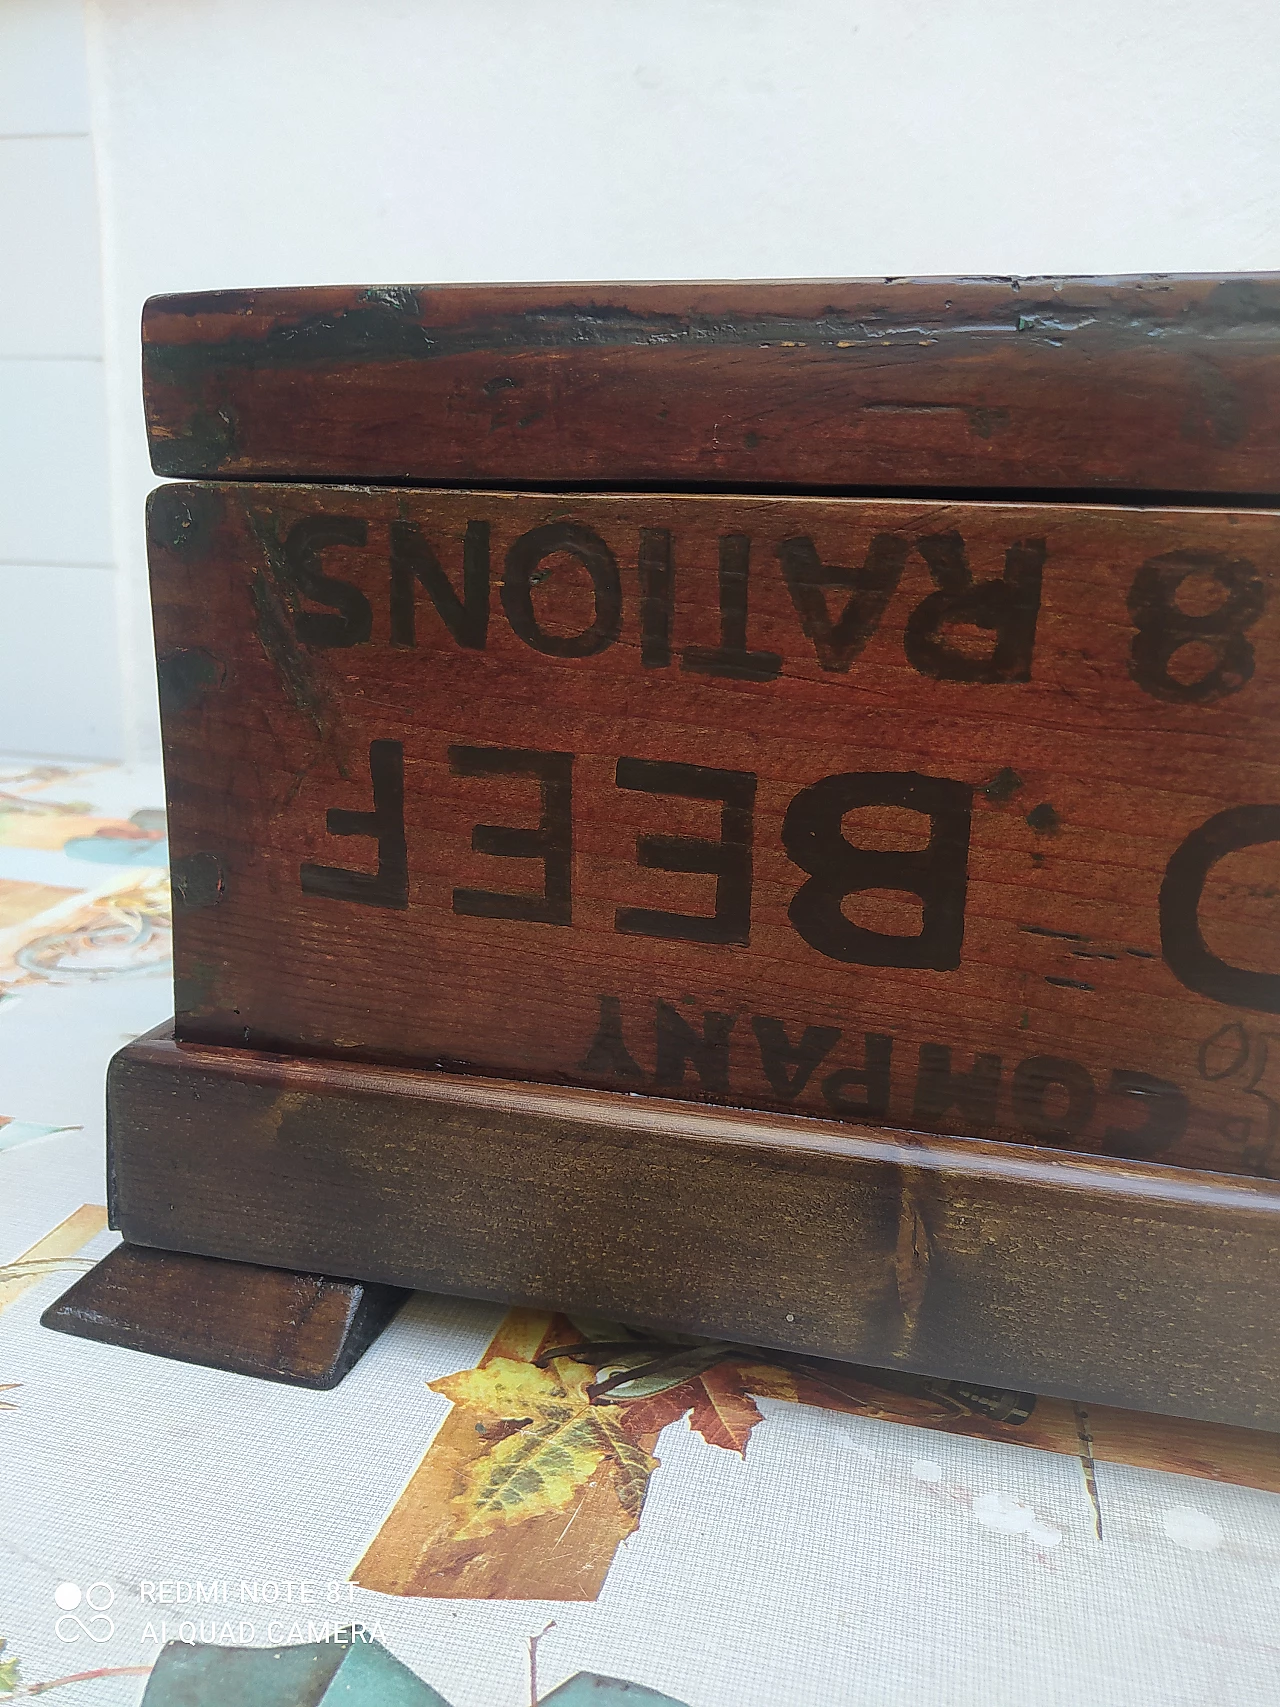 COMPANY
D. BEEF
8 RATIONS
REDMI NOTE 8T
AI QUAD CAMERA